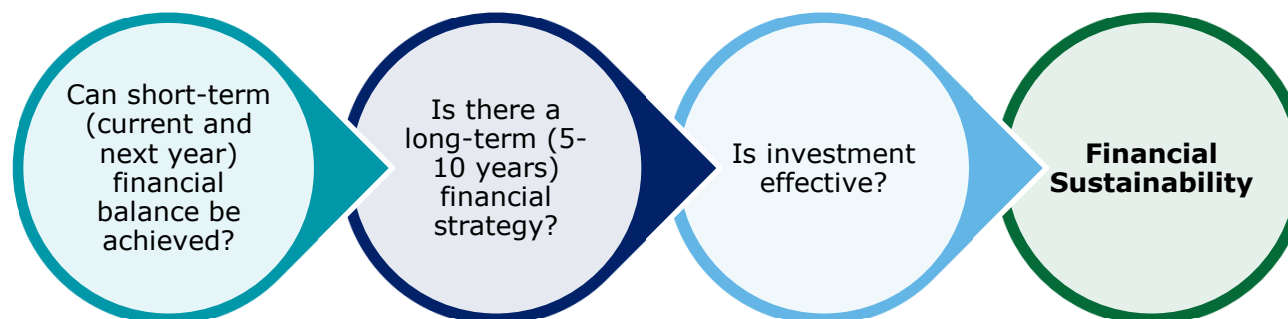 Can short-term
(current and
next year)
financial
balance be
achieved?
Is there a
long-term (5-
10 years)
financial
strategy?
Is investment
effective?
Financial
Sustainability